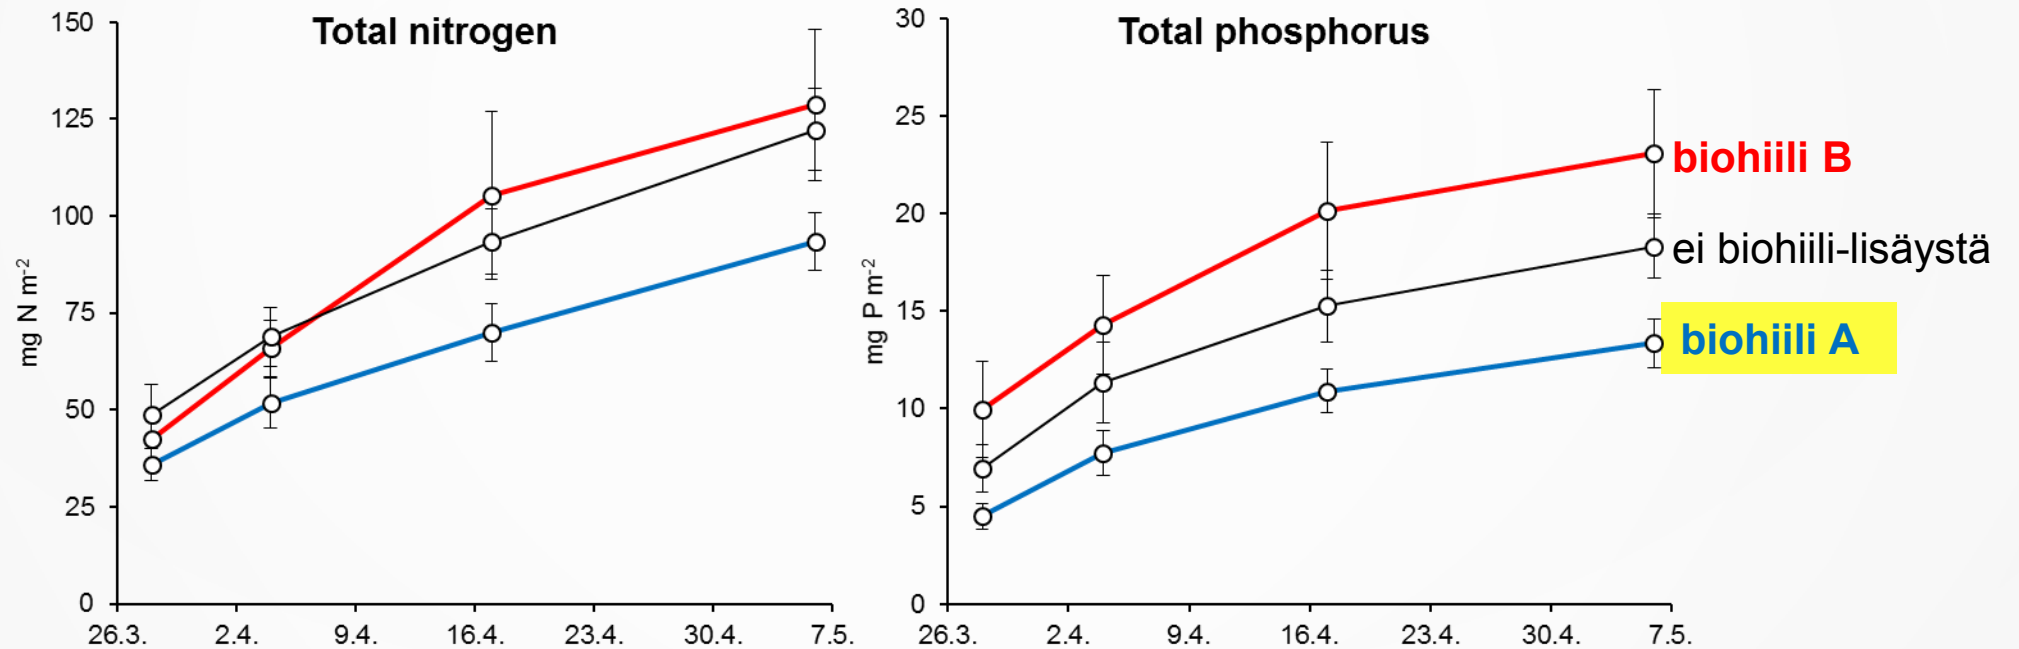 Total nitrogen
150
125
100
75
50
25
0
mg N m-2
26.3. 2.4. 9.4. 16.4. 23.4. 30.4. 7.5.
Total phosphorus
30
25
20
15
10
5
0
mg P m-2
26.3. 2.4. 9.4. 16.4. 23.4. 30.4. 7.5.
biohiili B
ei biohiili-lisäystä
biohiili A